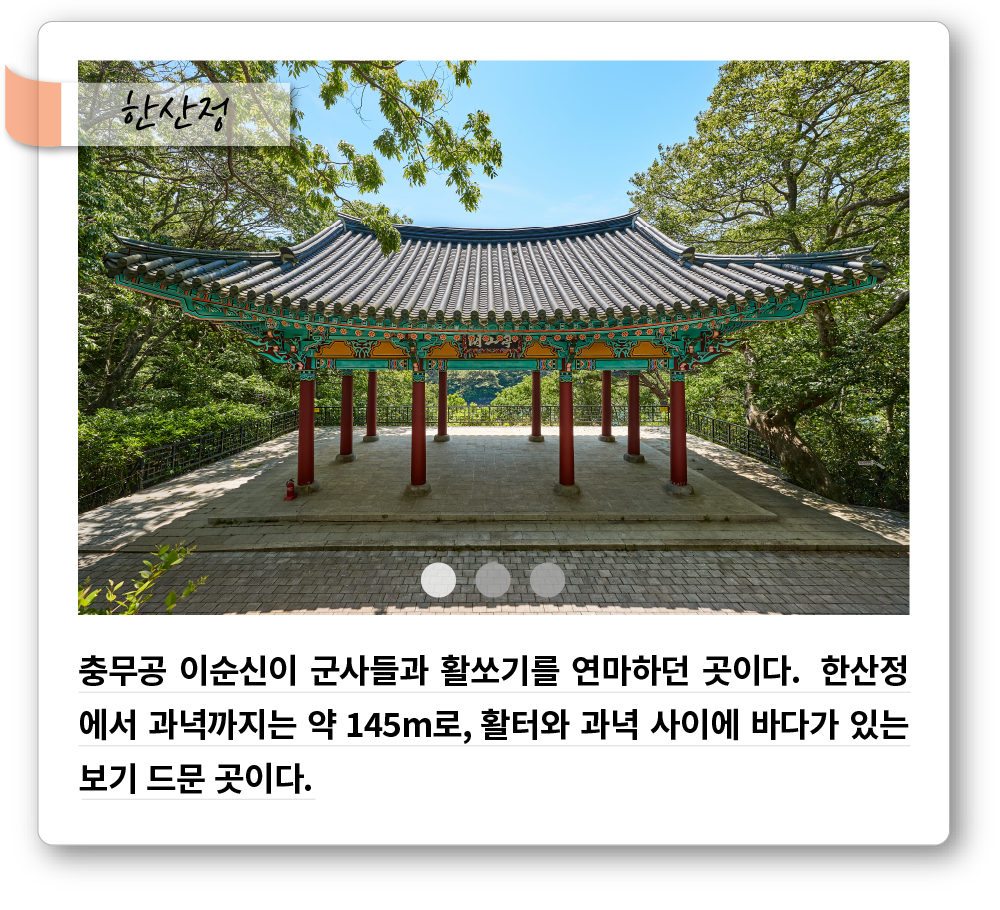 한산정
충무공 이순신이 군사들과 활쏘기를 연마하던 곳이다. 한산정
에서 과녁까지는 약 145m로, 활터와 과녁 사이에 바다가 있는
보기 드문 곳이다.